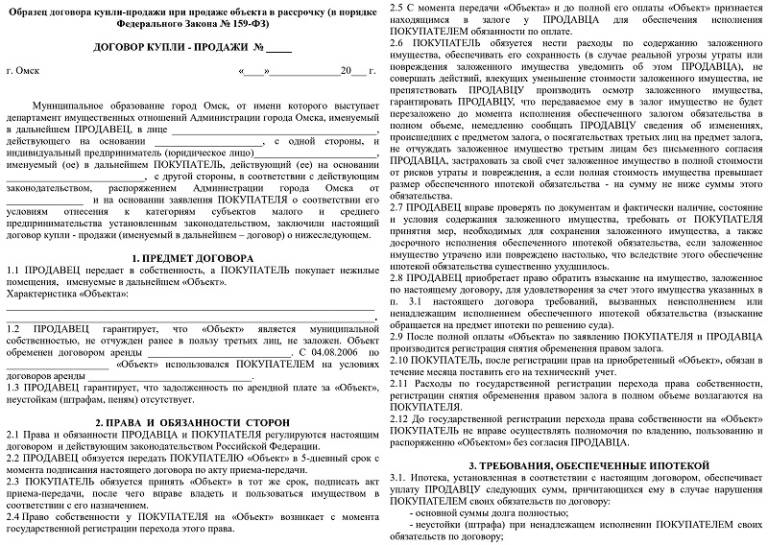 Образец договора купли-продажи при продаже объекта в рассрочку (в порядке
Федерального Закона № 159-ФЗ)
ДОГОВОР КУПЛИ - ПРОДАЖИ № _____
г. Омск «____»______________20___ г.
Муниципальное образование город Омск, от имени которого выступает
департамент имущественных отношений Администрации города Омска, именуемый
в дальнейшем ПРОДАВЕЦ, в лице ____________________________________,
действующего на основании ____________________, с одной стороны, и
индивидуальный предприниматель (юридическое лицо)______________________,
именуемый (ое) в дальнейшем ПОКУПАТЕЛЬ, действующий (ее) на основании
________________________, с другой стороны, в соответствии с действующим
законодательством, распоряжением Администрации города Омска от
______________ и на основании заявления ПОКУПАТЕЛЯ о соответствии его
условиям отнесения к категориям субъектов малого и среднего
предпринимательства установленным законодательством, заключили настоящий
договор купли - продажи (именуемый в дальнейшем – договор) о нижеследующем.
1. ПРЕДМЕТ ДОГОВОРА
1.1 ПРОДАВЕЦ передает в собственность, а ПОКУПАТЕЛЬ покупает нежилые
помещения, именуемые в дальнейшем «Объект».
Характеристика «Объекта»:
_________________________________________________________________
_________________________________________________________________,
1.2 ПРОДАВЕЦ гарантирует, что «Объект» является муниципальной
собственностью, не отчужден ранее в пользу третьих лиц, не заложен. Объект
обременен договором аренды _________________________. С 04.08.2006 по
__________________ «Объект» использовался ПОКУПАТЕЛЕМ на условиях
договоров аренды _____________________________.
1.3 ПРОДАВЕЦ гарантирует, что задолженность по арендной плате за «Объект»,
неустойкам (штрафам, пеням) отсутствует.
2. ПРАВА И ОБЯЗАННОСТИ СТОРОН
2.1 Права и обязанности ПРОДАВЦА и ПОКУПАТЕЛЯ регулируются настоящим
договором и действующим законодательством Российской Федерации.
2.2 ПРОДАВЕЦ обязуется передать ПОКУПАТЕЛЮ «Объект» в 5-дневный срок с
момента подписания настоящего договора по акту приема-передачи.
2.3 ПОКУПАТЕЛЬ обязуется принять «Объект» в тот же срок, подписать акт
приема-передачи, после чего вправе владеть и пользоваться имуществом в
соответствии с его назначением.
2.4 Право собственности у ПОКУПАТЕЛЯ на «Объект» возникает с момента
государственной регистрации перехода этого права.
2.5 С момента передачи «Объекта» и до полной его оплаты «Объект» признается
находящимся в залоге у ПРОДАВЦА для обеспечения исполнения
ПОКУПАТЕЛЕМ обязанности по оплате.
2.6 ПОКУПАТЕЛЬ обязуется нести расходы по содержанию заложенного
имущества, обеспечивать его сохранность (в случае реальной угрозы утраты или
повреждения заложенного имущества уведомить об этом ПРОДАВЦА), не
совершать действий, влекущих уменьшение стоимости заложенного имущества, не
препятствовать ПРОДАВЦУ производить осмотр заложенного имущества,
гарантировать ПРОДАВЦУ, что передаваемое ему в залог имущество не будет
перезаложено до момента исполнения обеспеченного залогом обязательства в
полном объеме, немедленно сообщить ПРОДАВЦУ сведения об изменениях,
происшедших с предметом залога, о посягательствах третьих лиц на предмет залога,
не отчуждать заложенное имущество третьим лицам без письменного согласия
ПРОДАВЦА, застраховать за свой счет заложенное имущество в полной стоимости
от рисков утраты и повреждения, а если полная стоимость имущества превышает
размер обеспеченного ипотекой обязательства - на сумму не ниже суммы этого
обязательства.
2.7 ПРОДАВЕЦ вправе проверять по документам и фактически наличие, состояние
и условия содержания заложенного имущества, требовать от ПОКУПАТЕЛЯ
принятия мер, необходимых для сохранения заложенного имущества, а также
досрочного исполнения обеспеченного ипотекой обязательства, если заложенное
имущество утрачено или повреждено настолько, что вследствие этого обеспечение
ипотекой обязательства существенно ухудшилось.
2.8 ПРОДАВЕЦ приобретает право обратить взыскание на имущество, заложенное
по настоящему договору, для удовлетворения за счет этого имущества указанных в
п. 3.1 настоящего договора требований, вызванных неисполнением или
ненадлежащим исполнением обеспеченной ипотекой обязательства (взыскание
обращается на предмет ипотеки по решению суда).
2.9 После полной оплаты «Объекта» по заявлению ПОКУПАТЕЛЯ и ПРОДАВЦА
производится регистрация снятия обременения правом залога.
2.10 ПОКУПАТЕЛЬ, после регистрации прав на приобретенный «Объект», обязан в
течение месяца поставить его на технический учет.
2.11 Расходы по государственной регистрации перехода права собственности,
регистрации снятия обременения правом залога в полном объеме возлагаются на
ПОКУПАТЕЛЯ.
2.12 До государственной регистрации перехода права собственности на «Объект»
ПОКУПАТЕЛЬ не вправе осуществлять полномочия по владению, пользованию и
распоряжению «Объектом» без согласия ПРОДАВЦА.
3. ТРЕБОВАНИЯ, ОБЕСПЕЧЕННЫЕ ИПОТЕКОЙ
3.1. Ипотека, установленная в соответствии с настоящим договором, обеспечивает
уплату ПРОДАВЦУ следующих сумм, причитающихся ему в случае нарушения
ПОКУПАТЕЛЕМ своих обязательств по договору:
- основной суммы долга полностью;
- неустойки (штрафа) при ненадлежащем исполнении ПОКУПАТЕЛЕМ своих
обязательств по договору;